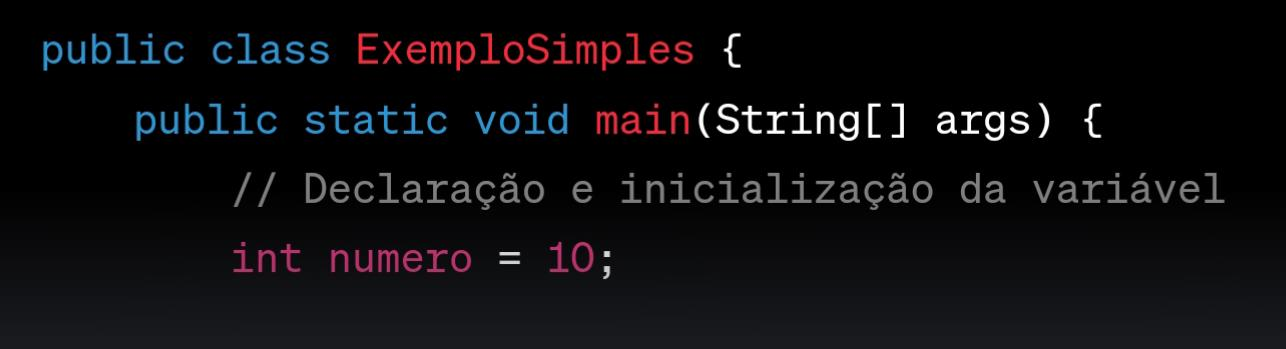 public class ExemploSimples {
    public static void main(String[] args) {
        // Declaração e inicialização da variável
        int numero = 10;